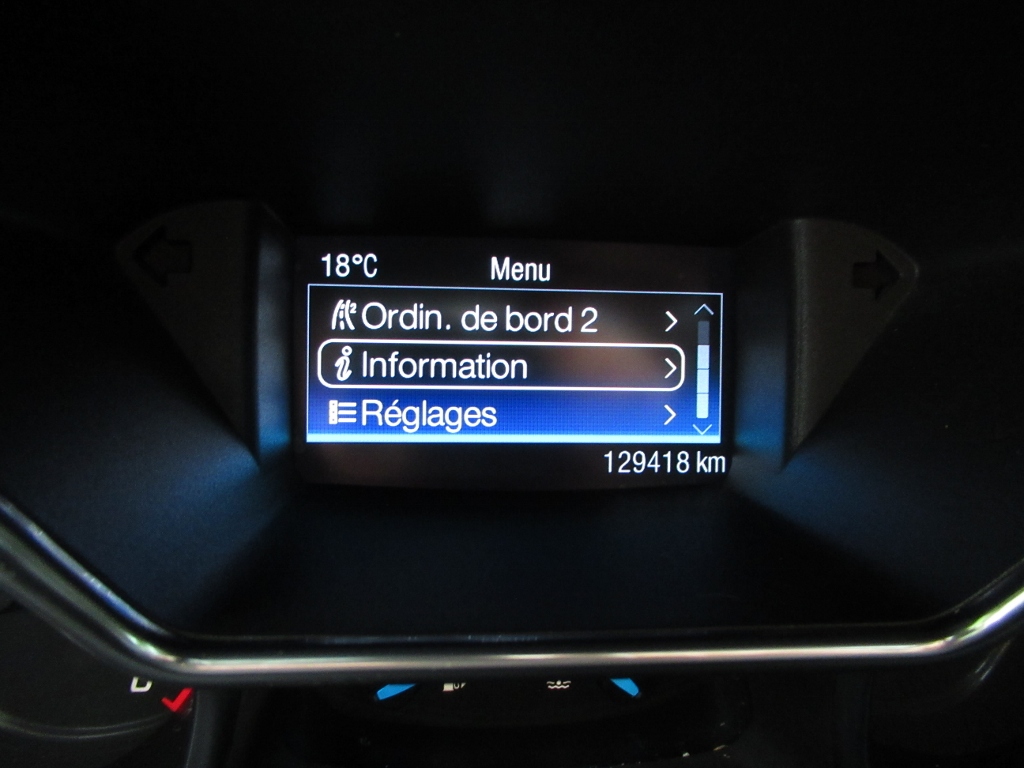 18°C Menu
Ordin. de bord 2
Information
Réglages
129418 km